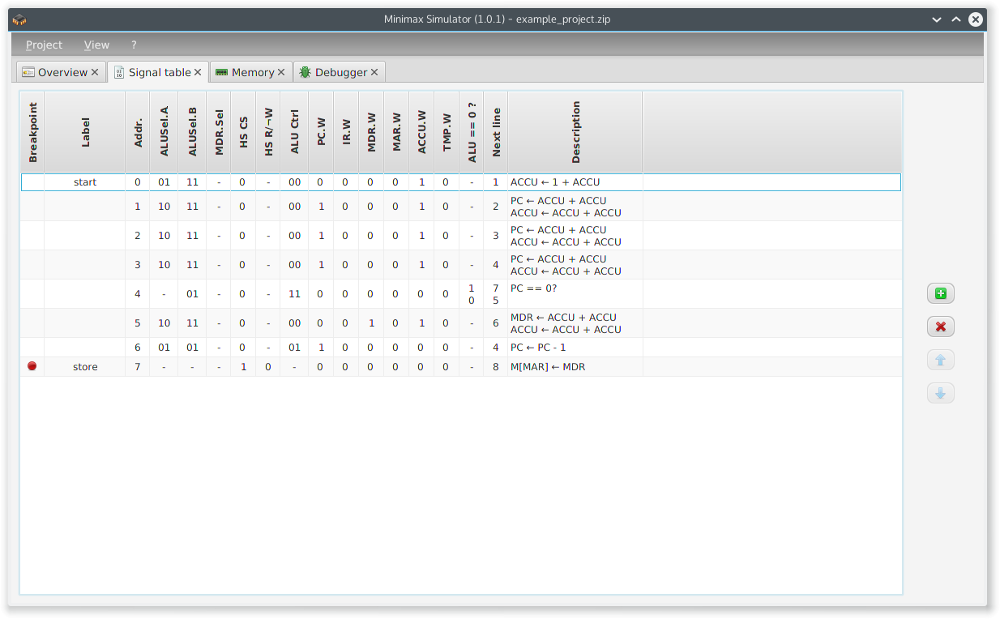 Minimax Simulator (1.0.1) - example_project.zip
Project View ?
Overview Signal table Memory Debugger
Breakpoint Label Addr. ALUSel.A ALUSel.B MDR.Sel HS CS HS R/¬W ALU Ctrl PC.W IR.W MDR.W MAR.W ACCU.W TMP.W ALU == 0 ? Next line Description
start 0 01 11 - 0 - 00 0 0 0 0 1 0 - 1 ACCU ← 1 + ACCU
1 10 11 - 0 - 00 1 0 0 0 1 0 - 2 PC ← ACCU + ACCU
ACCU ← ACCU + ACCU
2 10 11 - 0 - 00 1 0 0 0 1 0 - 3 PC ← ACCU + ACCU
ACCU ← ACCU + ACCU
3 10 11 - 0 - 00 1 0 0 0 1 0 - 4 PC ← ACCU + ACCU
ACCU ← ACCU + ACCU
4 - 01 - 0 - 11 0 0 0 0 0 0 1 7 PC == 0?
0 5
5 10 11 - 0 - 00 0 0 1 0 1 0 - 6 MDR ← ACCU + ACCU
ACCU ← ACCU + ACCU
6 01 01 - 0 - 01 1 0 0 0 0 0 - 4 PC ← PC - 1
store 7 - - - 1 0 - 0 0 0 0 0 0 - 8 M[MAR] ← MDR